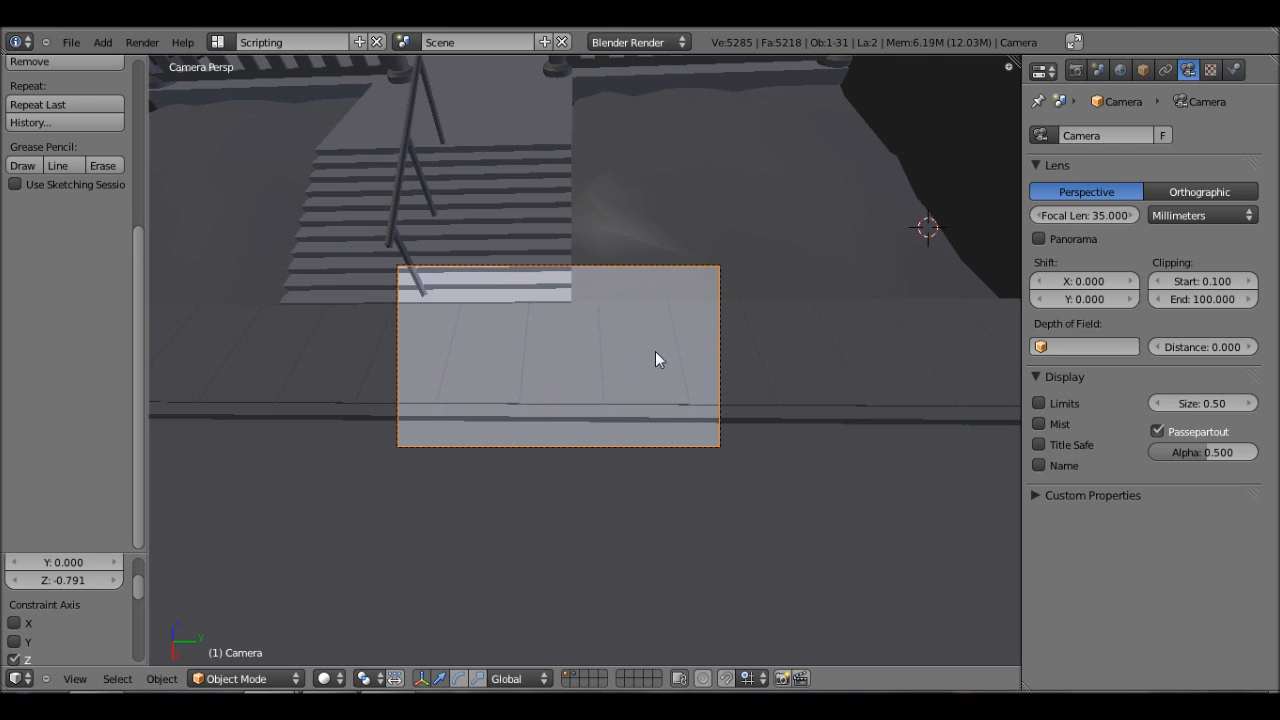 File Add Render Help Scripting Scene Blender Render Ve:5285 | Fa:5218 | Ob:1-31 | La:2 | Mem:6.19M (12.03M) | Camera
Remove
Repeat:
Repeat Last
History...
Grease Pencil:
Draw Line Erase
Use Sketching Sessio
Y: 0.000
Z: -0.791
Constraint Axis
X
Y
Z
Camera Persp
z
y
(1) Camera
View Select Object Object Mode Global
Camera Camera
Camera F
Lens
Perspective Orthographic
Focal Len: 35.000 Millimeters
Panorama
Shift: Clipping:
X: 0.000 Start: 0.100
Y: 0.000 End: 100.000
Depth of Field:
Distance: 0.000
Display
Limits Size: 0.50
Mist Passepartout
Title Safe Alpha: 0.500
Name
Custom Properties